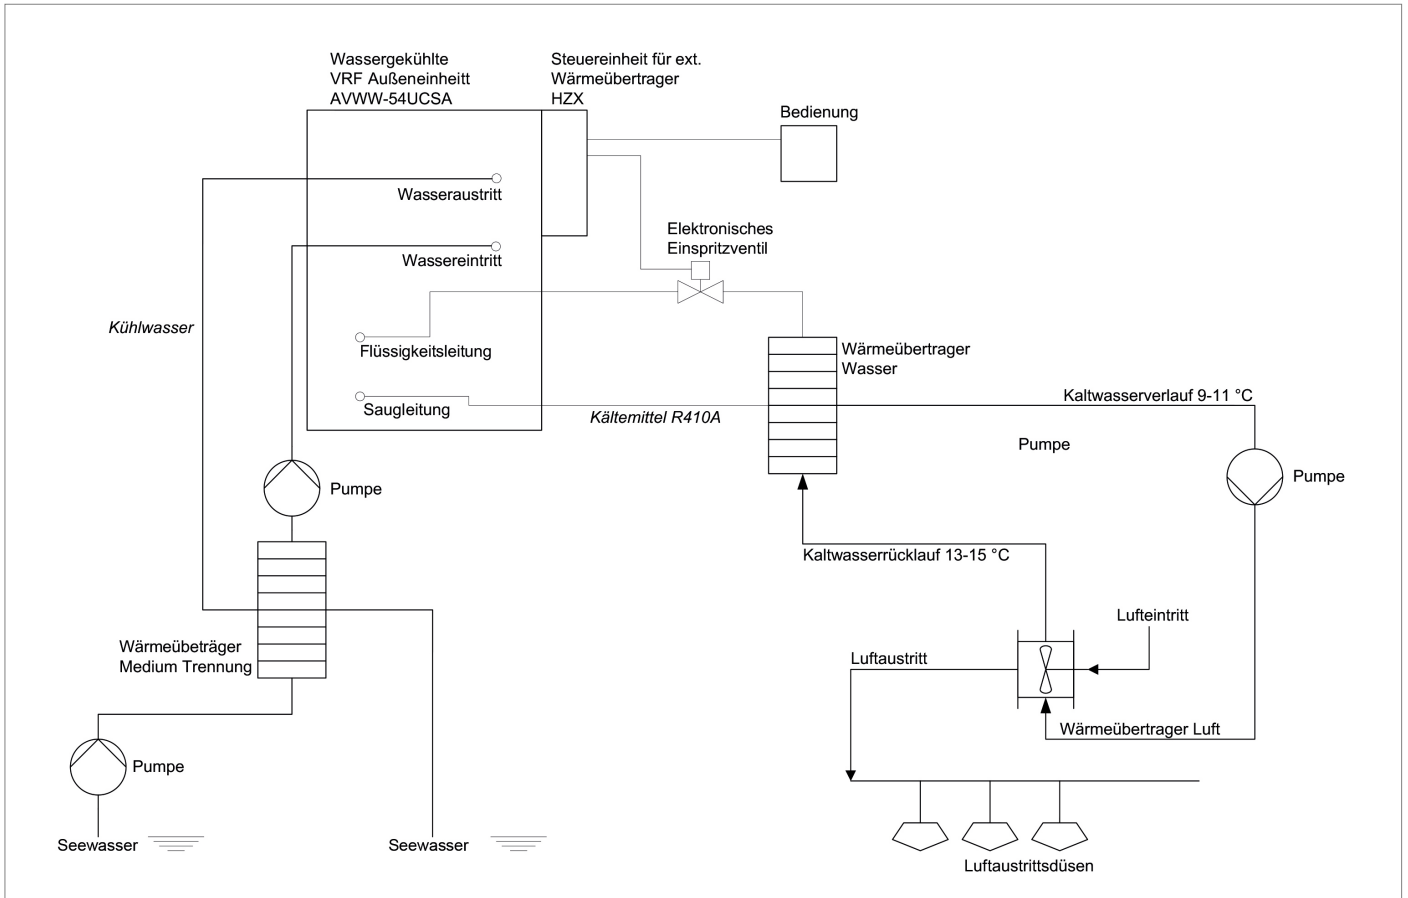 Wassergekühlte
VRF Außeneinheitt
AVWW-54UCSA
Steuereinheit für ext.
Wärmeübertrager
HZX
Bedienung
Wasseraustritt
Wassereintritt
Elektronisches
Einspritzventil
Kühlwasser
Flüssigkeitsleitung
Wärmeübertrager
Wasser
Saugleitung
Kältemittel R410A
Kaltwasserverlauf 9-11 °C
Pumpe
Pumpe
Pumpe
Kaltwasserrücklauf 13-15 °C
Lufteintritt
Wärmeübeträger
Medium Trennung
Luftaustritt
Wärmeübertrager Luft
Pumpe
Seewasser
Seewasser
Luftaustrittsdüsen